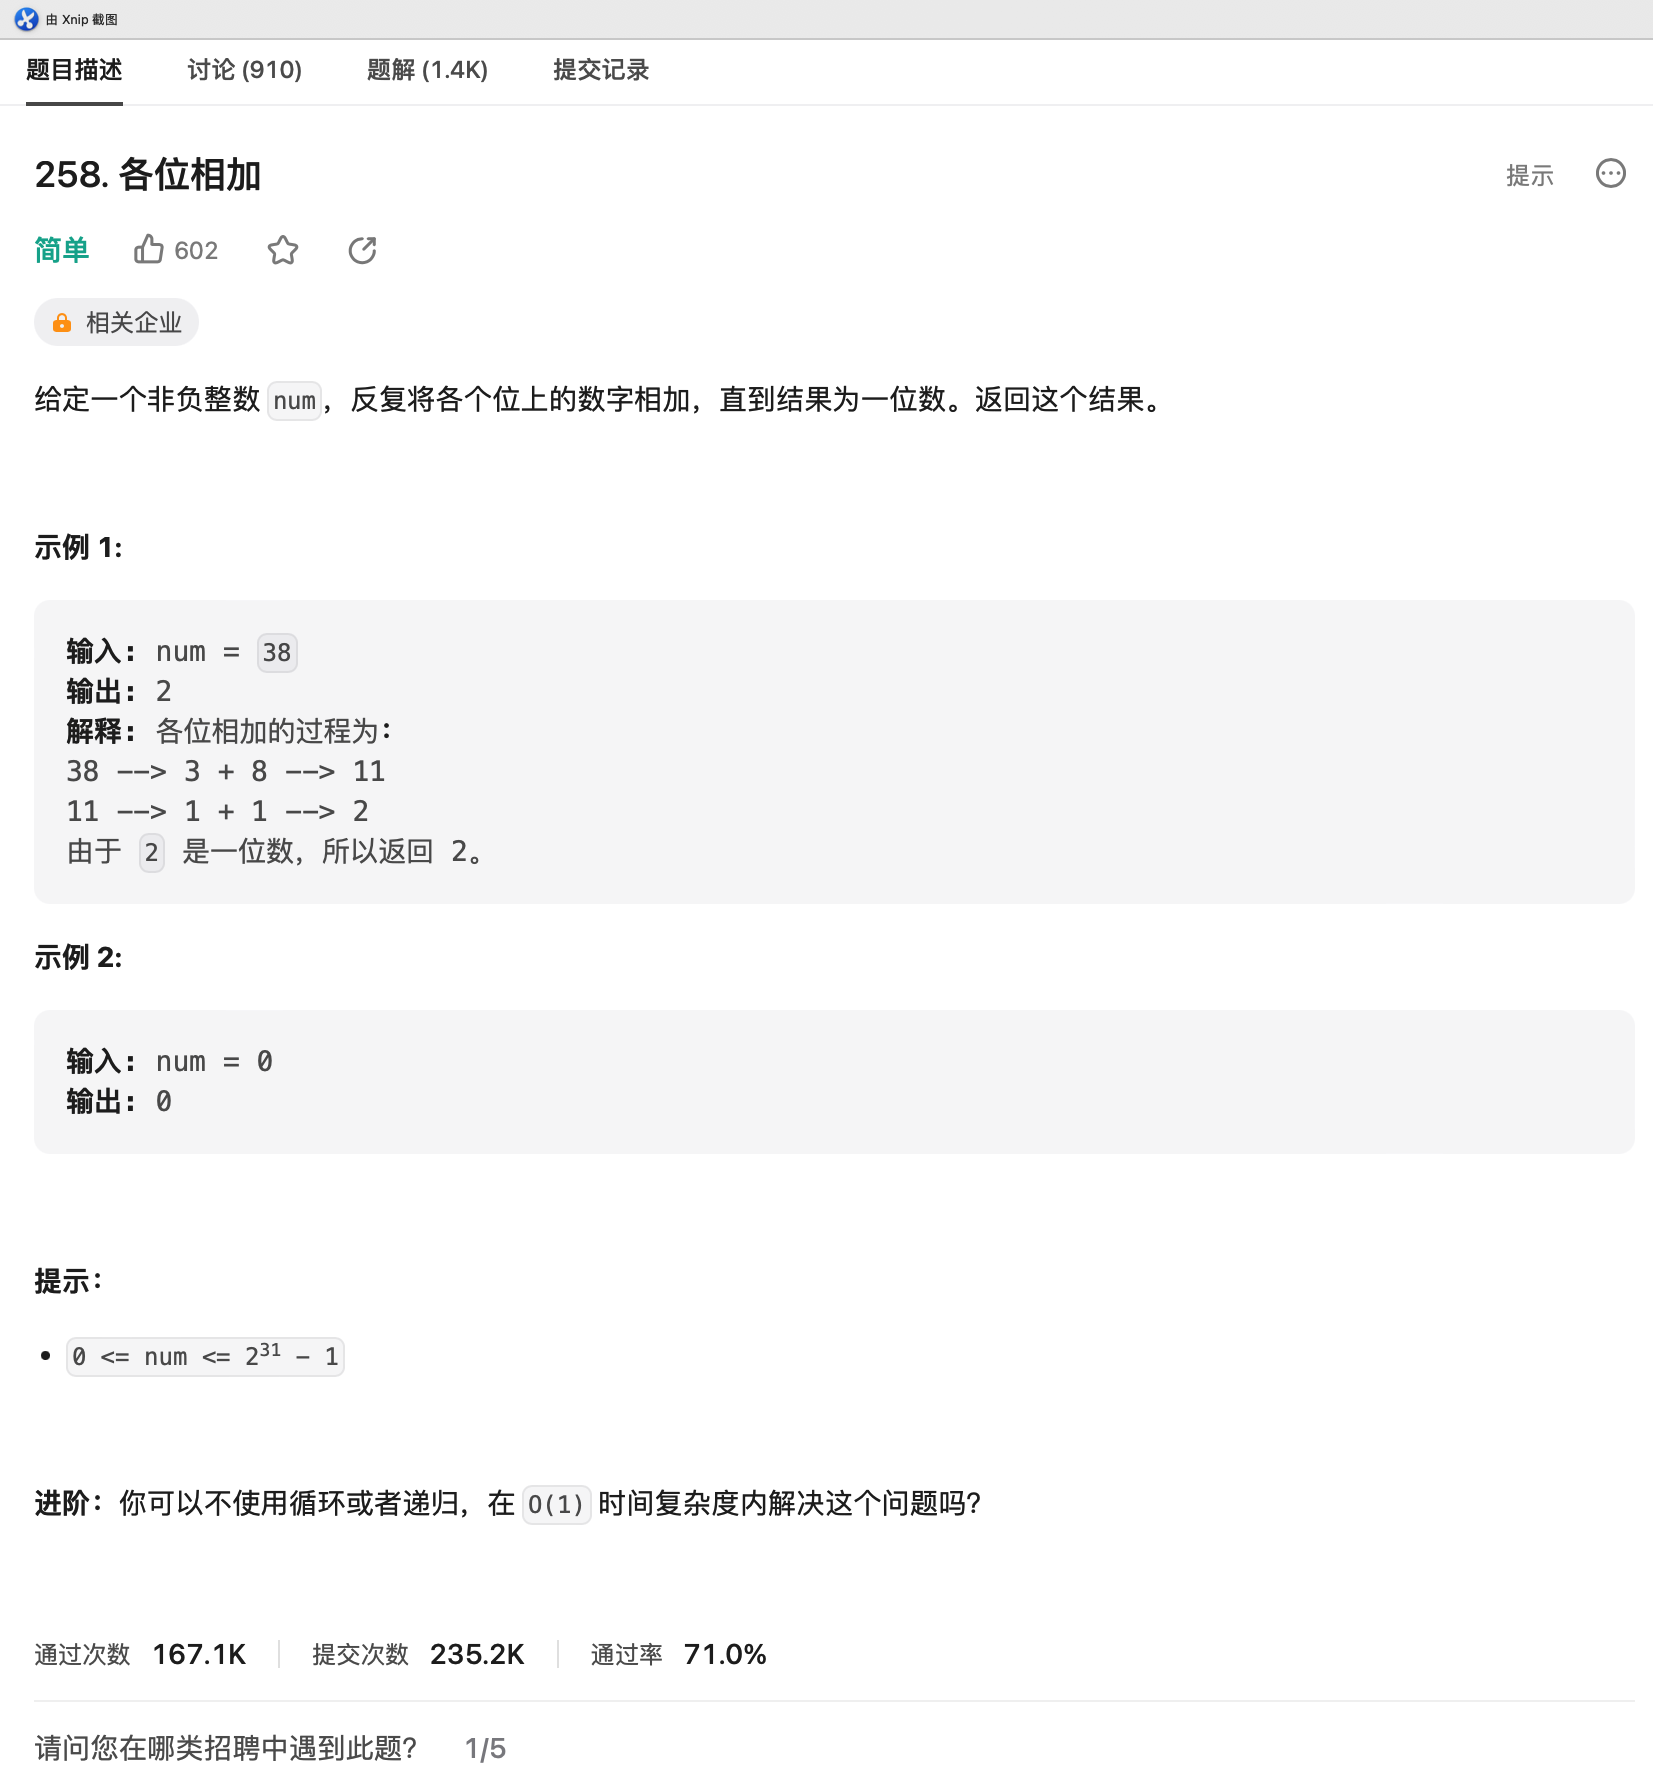 由 Xnip 截图
题目描述 讨论 (910) 题解 (1.4K) 提交记录
258. 各位相加 提示
简单 602
相关企业
给定一个非负整数 num，反复将各个位上的数字相加，直到结果为一位数。返回这个结果。
示例 1:
输入: num = 38
输出: 2
解释: 各位相加的过程为:
38 --> 3 + 8 --> 11
11 --> 1 + 1 --> 2
由于 2 是一位数，所以返回 2。
示例 2:
输入: num = 0
输出: 0
提示：
• 0 <= num <= 2³¹ - 1
进阶：你可以不使用循环或者递归，在 O(1) 时间复杂度内解决这个问题吗？
通过次数 167.1K 提交次数 235.2K 通过率 71.0%
请问您在哪类招聘中遇到此题？ 1/5